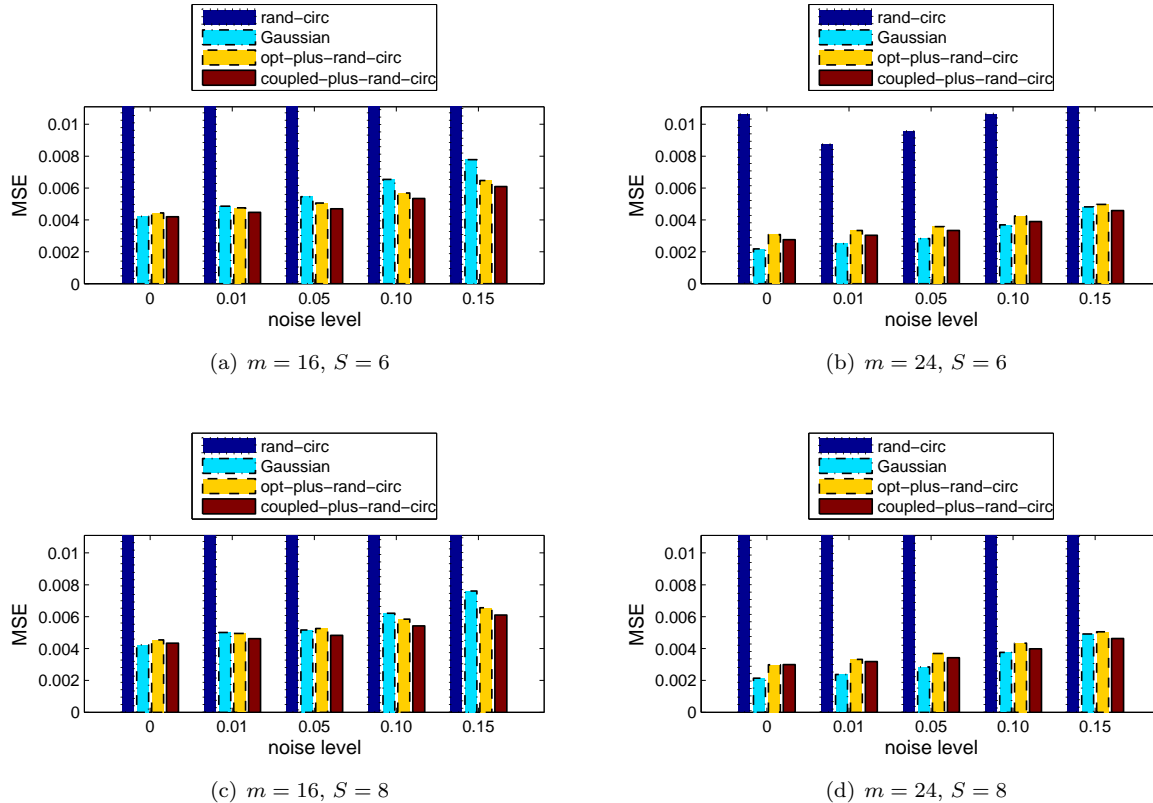 rand-circ
Gaussian
opt-plus-rand-circ
coupled-plus-rand-circ
0.01
0.008
0.006
0.004
0.002
0
MSE
0 0.01 0.05 0.10 0.15
noise level
(a) m = 16, S = 6
rand-circ
Gaussian
opt-plus-rand-circ
coupled-plus-rand-circ
0.01
0.008
0.006
0.004
0.002
0
MSE
0 0.01 0.05 0.10 0.15
noise level
(b) m = 24, S = 6
rand-circ
Gaussian
opt-plus-rand-circ
coupled-plus-rand-circ
0.01
0.008
0.006
0.004
0.002
0
MSE
0 0.01 0.05 0.10 0.15
noise level
(c) m = 16, S = 8
rand-circ
Gaussian
opt-plus-rand-circ
coupled-plus-rand-circ
0.01
0.008
0.006
0.004
0.002
0
MSE
0 0.01 0.05 0.10 0.15
noise level
(d) m = 24, S = 8